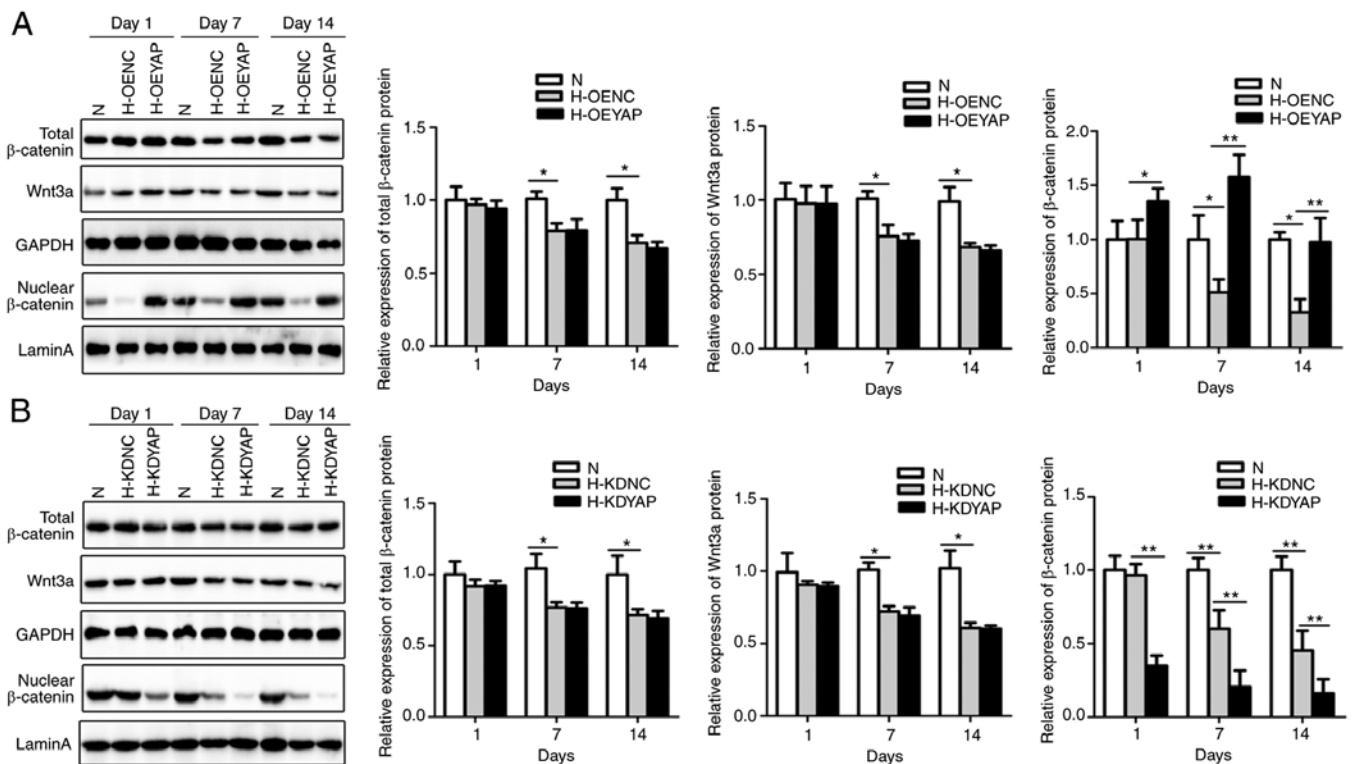 A
Day 1 Day 7 Day 14
N H-OENC H-OEYAP N H-OENC H-OEYAP N H-OENC H-OEYAP
Total
β-catenin
Wnt3a
GAPDH
Nuclear
β-catenin
LaminA
N
H-OENC
H-OEYAP
Relative expression of total β-catenin protein
1.5
1.0
0.5
0.0
* *
1 7 14
Days
N
H-OENC
H-OEYAP
Relative expression of Wnt3a protein
1.5
1.0
0.5
0.0
* *
1 7 14
Days
N
H-OENC
H-OEYAP
Relative expression of β-catenin protein
2.0
1.5
1.0
0.5
0.0
* * ** * **
1 7 14
Days
B
Day 1 Day 7 Day 14
N H-KDNC H-KDYAP N H-KDNC H-KDYAP N H-KDNC H-KDYAP
Total
β-catenin
Wnt3a
GAPDH
Nuclear
β-catenin
LaminA
N
H-KDNC
H-KDYAP
Relative expression of total β-catenin protein
1.5
1.0
0.5
0.0
* *
1 7 14
Days
N
H-KDNC
H-KDYAP
Relative expression of Wnt3a protein
1.5
1.0
0.5
0.0
* *
1 7 14
Days
N
H-KDNC
H-KDYAP
Relative expression of β-catenin protein
1.5
1.0
0.5
0.0
** ** ** ** **
1 7 14
Days